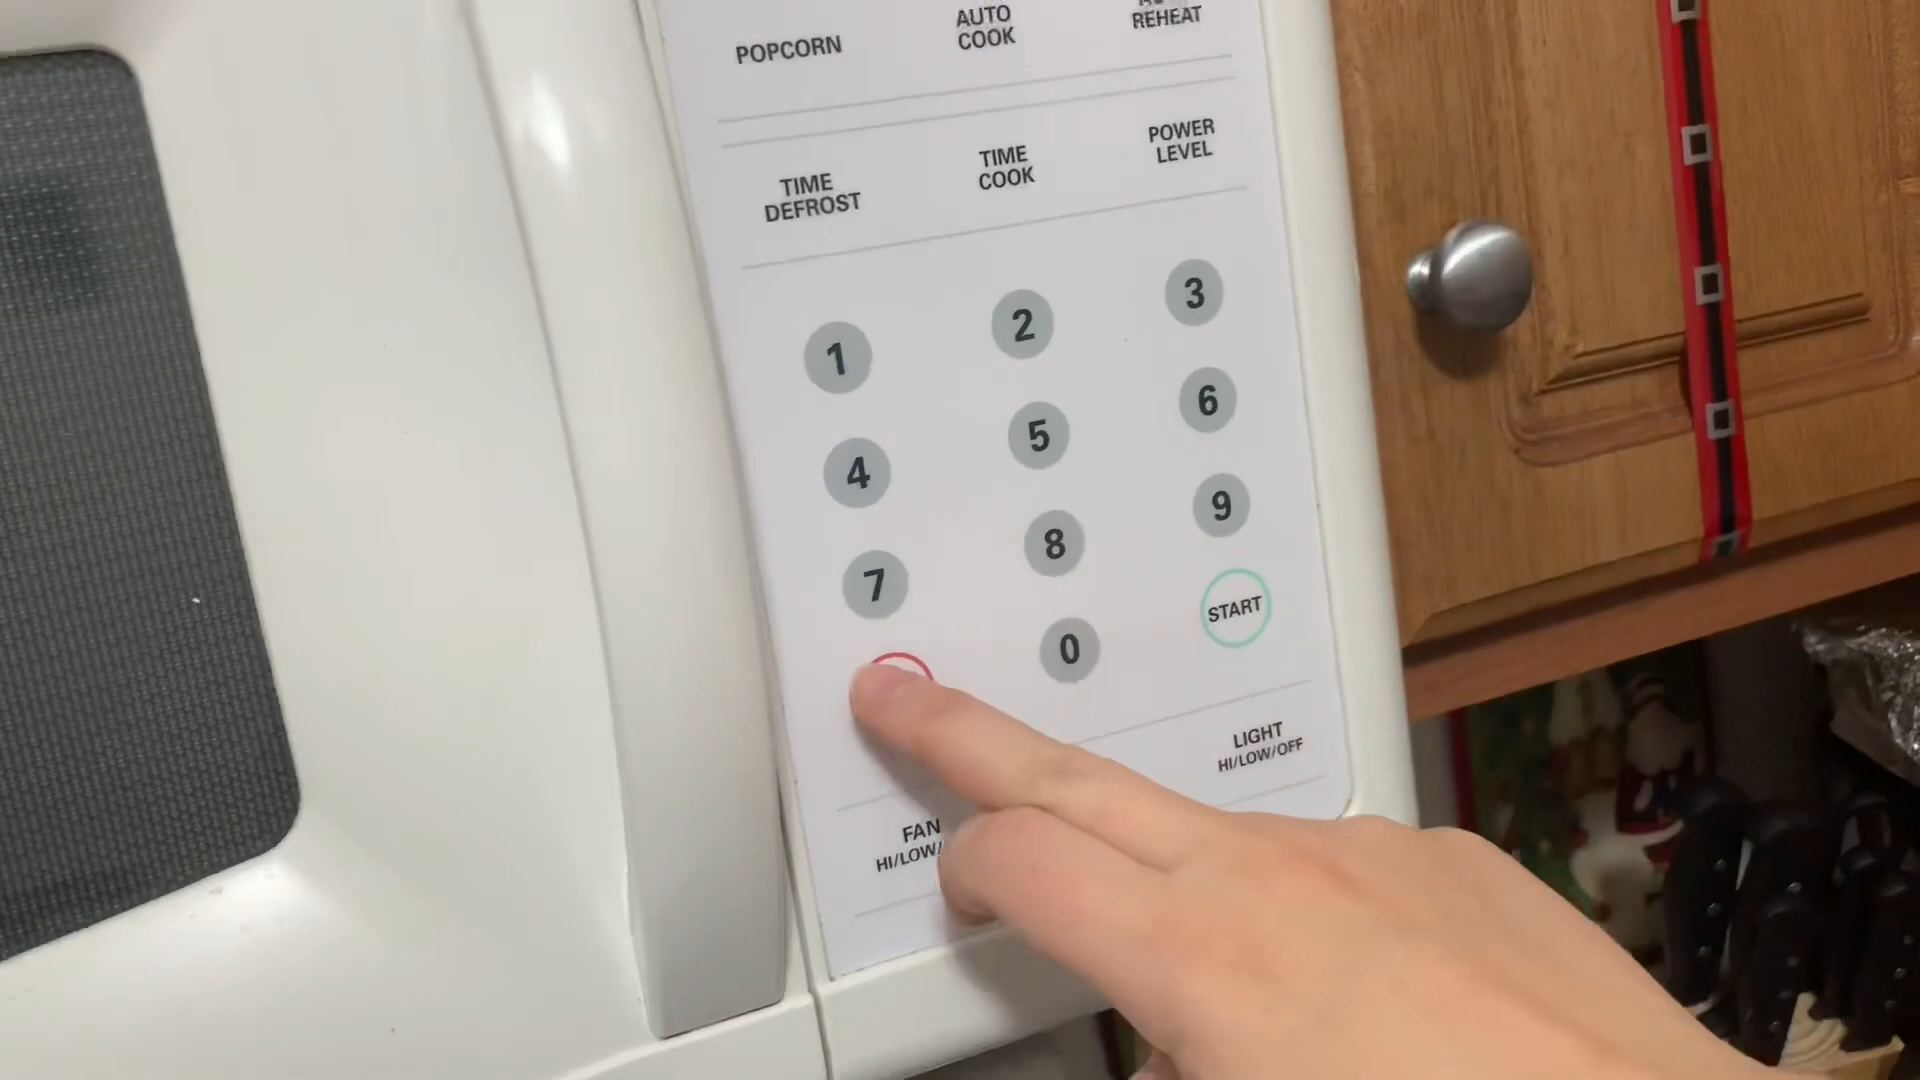 POPCORN
AUTO
COOK
REHEAT
TIME
DEFROST
TIME
COOK
POWER
LEVEL
1
2
3
4
5
6
7
8
9
0
START
LIGHT
HI/LOW/OFF
FAN
HI/LOW/